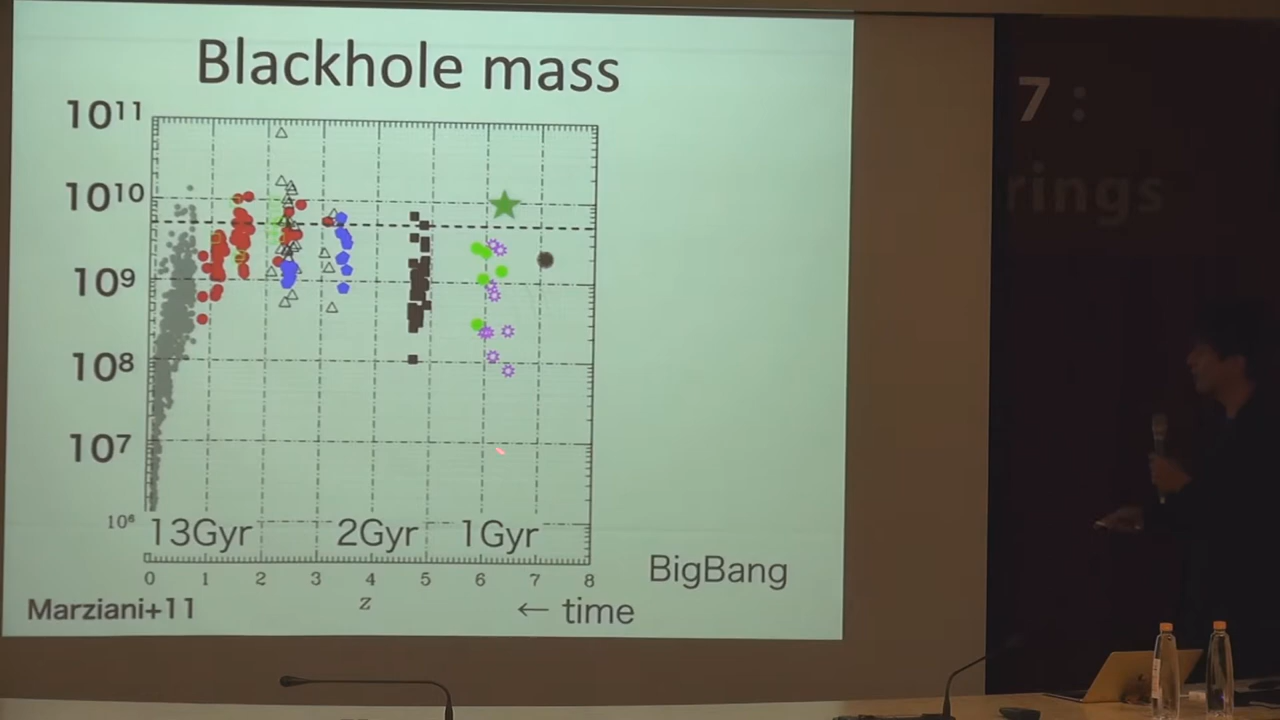 Blackhole mass
10¹¹
10¹⁰
10⁹
10⁸
10⁷
10⁶
13Gyr 2Gyr 1Gyr
0 1 2 3 4 5 6 7 8
z
BigBang
← time
Marziani+11
7 :
rings